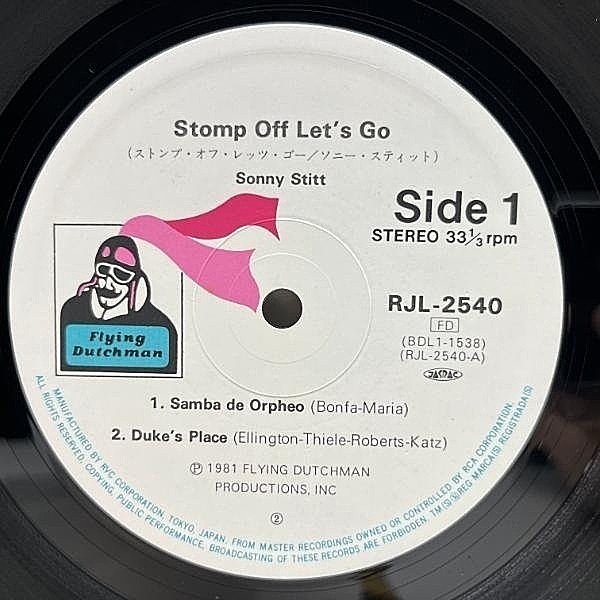 Stomp Off Let's Go
(ストンプ・オフ・レッツ・ゴー/ソニー・スティット)
Sonny Stitt
Side 1
STEREO 33⅓ rpm
Flying
Dutchman
RJL-2540
FD
(BDL1-1538)
(RJL-2540-A)
JASRAC
1. Samba de Orpheo (Bonfa-Maria)
2. Duke's Place (Ellington-Thiele-Roberts-Katz)
Ⓟ 1981 FLYING DUTCHMAN
PRODUCTIONS, INC
②
MANUFACTURED BY RVC CORPORATION, TOKYO, JAPAN. FROM MASTER RECORDINGS OWNED OR CONTROLLED BY RCA CORPORATION.
ALL RIGHTS RESERVED. COPYING, PUBLIC PERFORMANCE, BROADCASTING OF THESE RECORDS ARE FORBIDDEN, TM(S)Ⓡ REG MARCA(S) REGISTRADA(S)